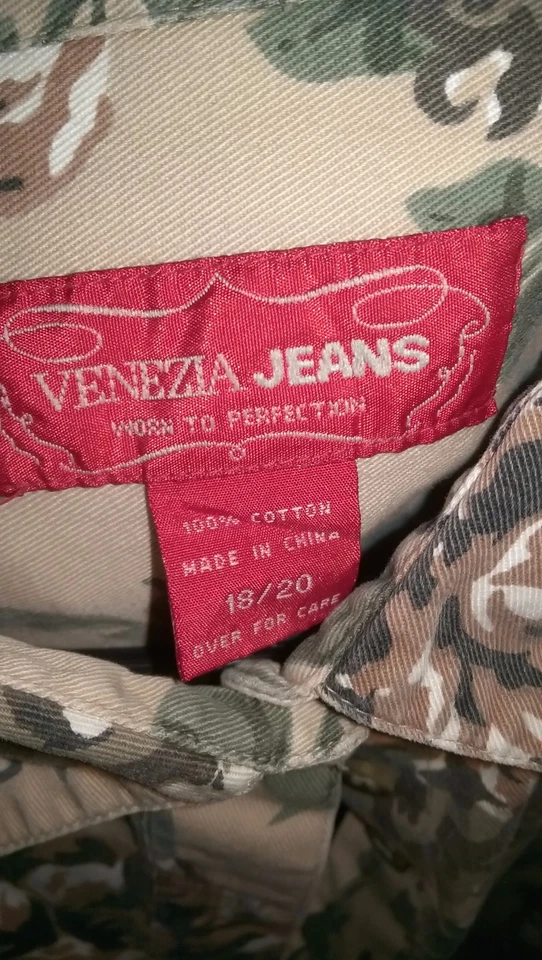 VENEZIA JEANS
WORN TO PERFECTION
100% COTTON
MADE IN CHINA
18/20
OVER FOR CARE